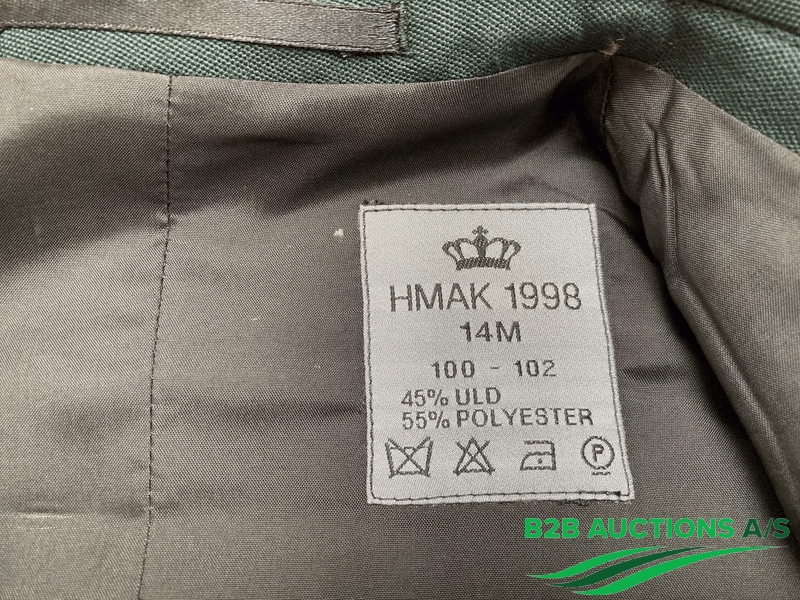 HMAK 1998
14M
100 - 102
45% ULD
55% POLYESTER
P
B2B AUCTIONS A/S